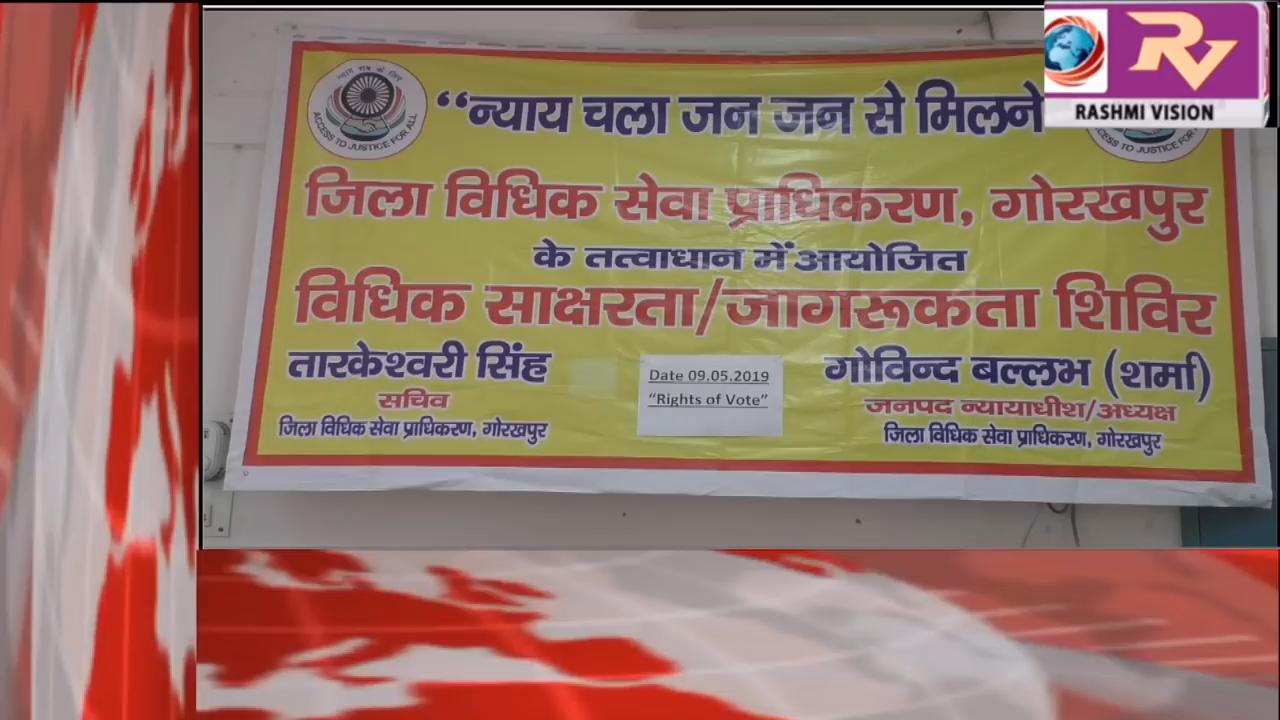 RV
RASHMI VISION
न्याय सब के लिए
ACCESS TO JUSTICE FOR ALL
“न्याय चला जन जन से मिलने
जिला विधिक सेवा प्राधिकरण, गोरखपुर
के तत्वाधान में आयोजित
विधिक साक्षरता/जागरूकता शिविर
तारकेश्वरी सिंह
सचिव
जिला विधिक सेवा प्राधिकरण, गोरखपुर
Date 09.05.2019
“Rights of Vote”
गोविन्द बल्लभ (शर्मा)
जनपद न्यायाधीश/अध्यक्ष
जिला विधिक सेवा प्राधिकरण, गोरखपुर